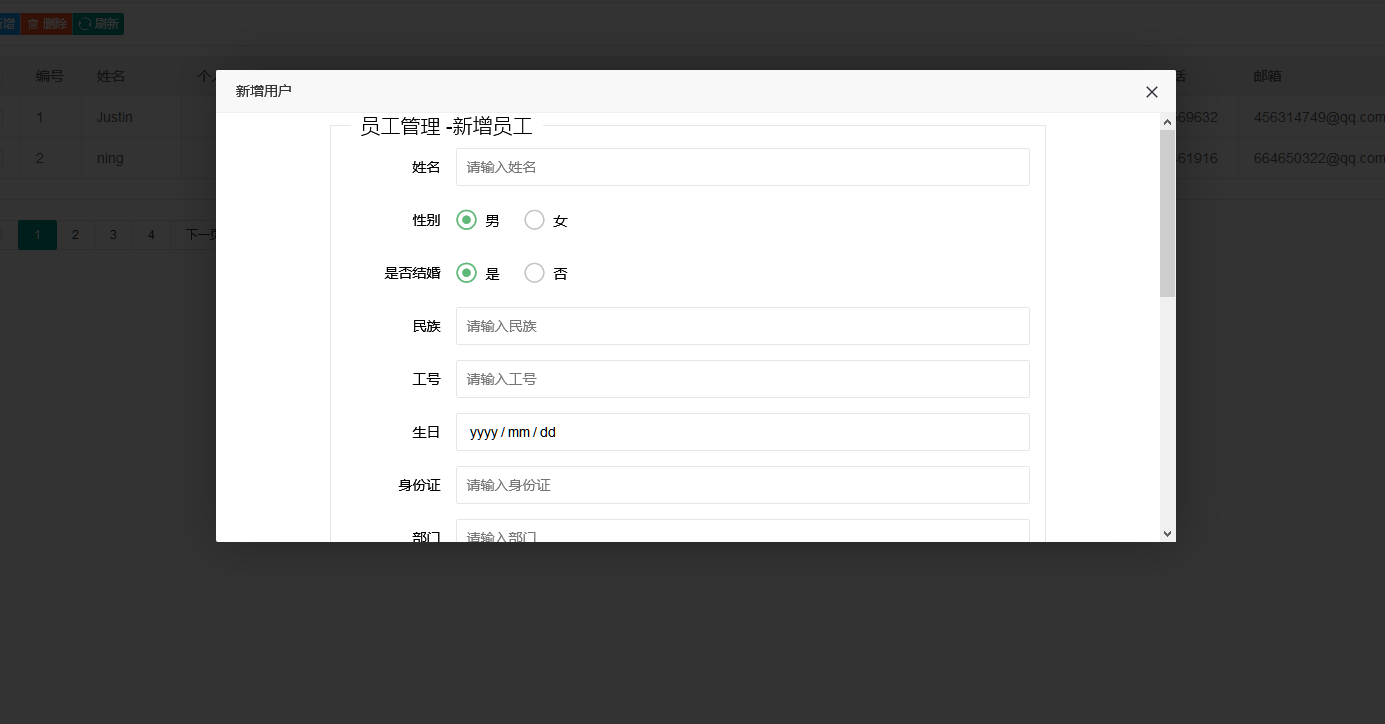 增 删除 刷新
编号 姓名 个人 话 邮箱
1 Justin 69632 456314749@qq.com
2 ning 61916 664650322@qq.com
1 2 3 4 下一页
新增用户
员工管理 -新增员工
姓名 请输入姓名
性别 男 女
是否结婚 是 否
民族 请输入民族
工号 请输入工号
生日 yyyy / mm / dd
身份证 请输入身份证
部门 请输入部门